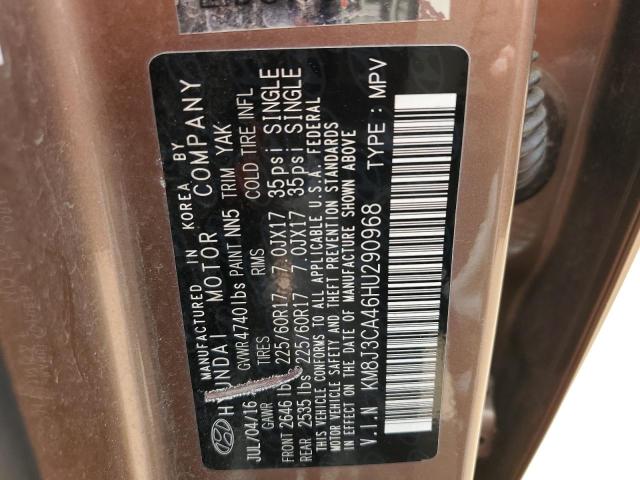 MANUFACTURED IN KOREA BY
HYUNDAI MOTOR COMPANY
JUL/04/16 GVWR 4740lbs PAINT NN5 TRIM YAK
GAWR TIRES RMS COLD TIRE INFL
FRONT 2646 lbs 225/60R17 7.0JX17 35psi SINGLE
REAR 2535 lbs 225/60R17 7.0JX17 35psi SINGLE
THIS VEHICLE CONFORMS TO ALL APPLICABLE U.S.A. FEDERAL
MOTOR VEHICLE SAFETY AND THEFT PREVENTION STANDARDS
IN EFFECT ON THE DATE OF MANUFACTURE SHOWN ABOVE
V.I.N : KM8J3CA46HU290968 TYPE : MPV